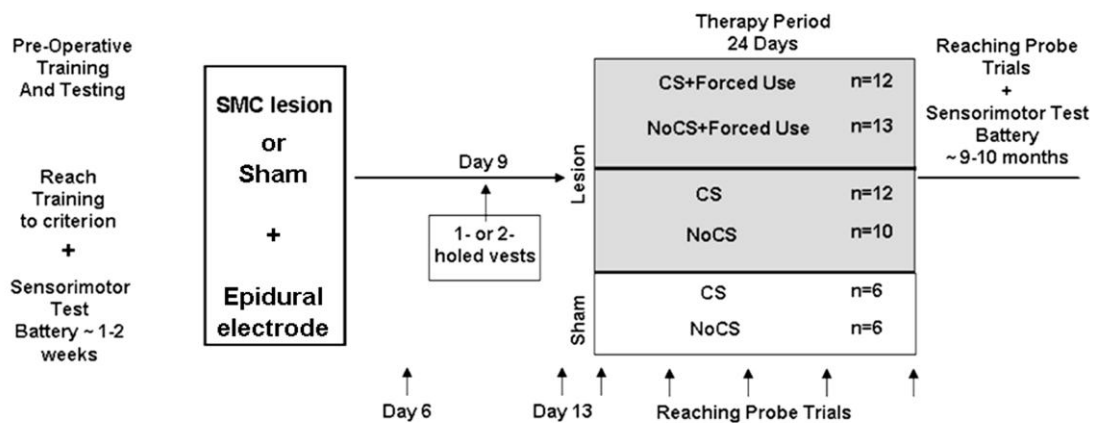 Pre-Operative
Training
And Testing
Reach
Training
to criterion
+
Sensorimotor
Test
Battery ~ 1-2
weeks
SMC lesion
or
Sham
+
Epidural
electrode
Day 9
1- or 2-
holed vests
Day 6
Day 13
Therapy Period
24 Days
Lesion
CS+Forced Use n=12
NoCS+Forced Use n=13
CS n=12
NoCS n=10
Sham
CS n=6
NoCS n=6
Reaching Probe Trials
Reaching Probe
Trials
+
Sensorimotor Test
Battery
~ 9-10 months